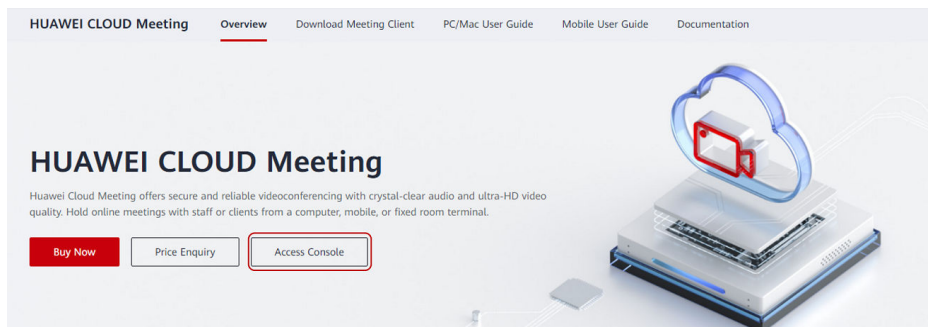 HUAWEI CLOUD Meeting Overview Download Meeting Client PC/Mac User Guide Mobile User Guide Documentation
HUAWEI CLOUD Meeting
Huawei Cloud Meeting offers secure and reliable videoconferencing with crystal-clear audio and ultra-HD video
quality. Hold online meetings with staff or clients from a computer, mobile, or fixed room terminal.
Buy Now Price Enquiry Access Console